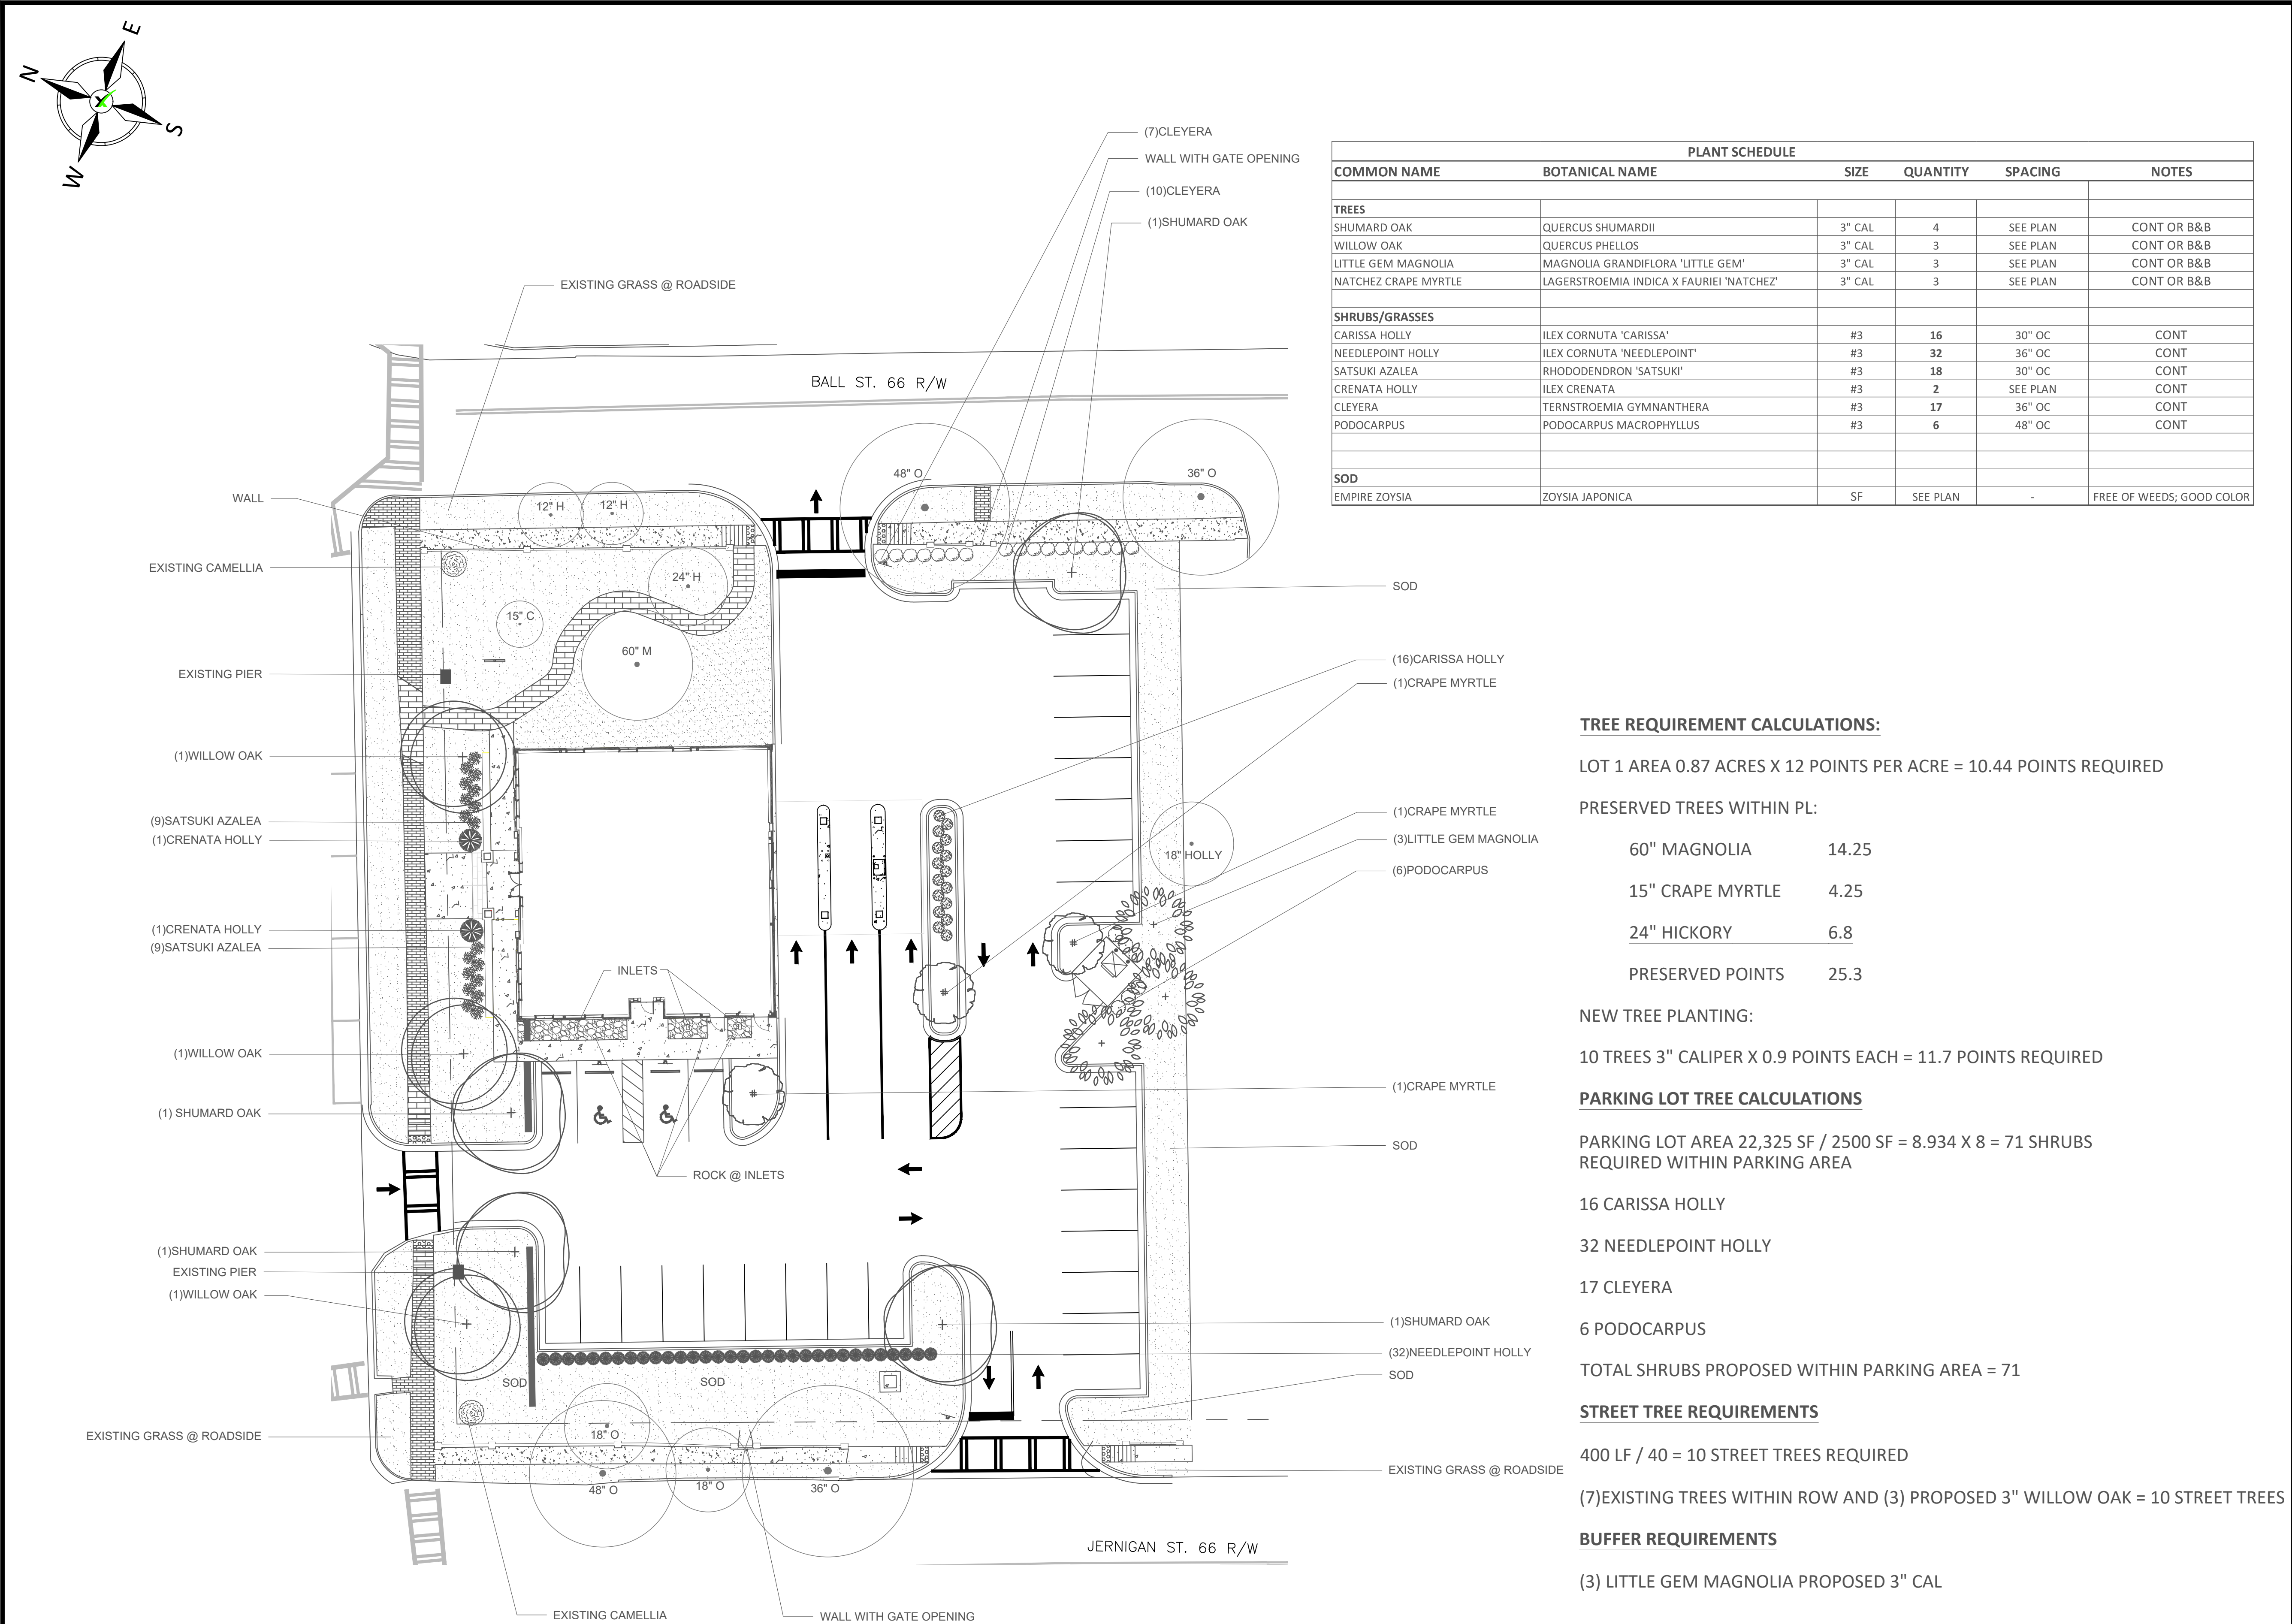 N
E
S
W
(7)CLEYERA
WALL WITH GATE OPENING
(10)CLEYERA
(1)SHUMARD OAK
EXISTING GRASS @ ROADSIDE
BALL ST. 66 R/W
WALL
EXISTING CAMELLIA
EXISTING PIER
(1)WILLOW OAK
(9)SATSUKI AZALEA
(1)CRENATA HOLLY
(1)CRENATA HOLLY
(9)SATSUKI AZALEA
(1)WILLOW OAK
(1) SHUMARD OAK
(1)SHUMARD OAK
EXISTING PIER
(1)WILLOW OAK
EXISTING GRASS @ ROADSIDE
12" H
12" H
48" O
36" O
24" H
15" C
60" M
18" HOLLY
INLETS
ROCK @ INLETS
SOD
SOD
18" O
48" O
18" O
36" O
SOD
(16)CARISSA HOLLY
(1)CRAPE MYRTLE
(1)CRAPE MYRTLE
(3)LITTLE GEM MAGNOLIA
(6)PODOCARPUS
(1)CRAPE MYRTLE
SOD
(1)SHUMARD OAK
(32)NEEDLEPOINT HOLLY
SOD
EXISTING GRASS @ ROADSIDE
JERNIGAN ST. 66 R/W
EXISTING CAMELLIA
WALL WITH GATE OPENING
PLANT SCHEDULE
COMMON NAME BOTANICAL NAME SIZE QUANTITY SPACING NOTES
TREES
SHUMARD OAK QUERCUS SHUMARDII 3" CAL 4 SEE PLAN CONT OR B&B
WILLOW OAK QUERCUS PHELLOS 3" CAL 3 SEE PLAN CONT OR B&B
LITTLE GEM MAGNOLIA MAGNOLIA GRANDIFLORA 'LITTLE GEM' 3" CAL 3 SEE PLAN CONT OR B&B
NATCHEZ CRAPE MYRTLE LAGERSTROEMIA INDICA X FAURIEI 'NATCHEZ' 3" CAL 3 SEE PLAN CONT OR B&B
SHRUBS/GRASSES
CARISSA HOLLY ILEX CORNUTA 'CARISSA' #3 16 30" OC CONT
NEEDLEPOINT HOLLY ILEX CORNUTA 'NEEDLEPOINT' #3 32 36" OC CONT
SATSUKI AZALEA RHODODENDRON 'SATSUKI' #3 18 30" OC CONT
CRENATA HOLLY ILEX CRENATA #3 2 SEE PLAN CONT
CLEYERA TERNSTROEMIA GYMNANTHERA #3 17 36" OC CONT
PODOCARPUS PODOCARPUS MACROPHYLLUS #3 6 48" OC CONT
SOD
EMPIRE ZOYSIA ZOYSIA JAPONICA SF SEE PLAN - FREE OF WEEDS; GOOD COLOR
TREE REQUIREMENT CALCULATIONS:
LOT 1 AREA 0.87 ACRES X 12 POINTS PER ACRE = 10.44 POINTS REQUIRED
PRESERVED TREES WITHIN PL:
60" MAGNOLIA 14.25
15" CRAPE MYRTLE 4.25
24" HICKORY 6.8
PRESERVED POINTS 25.3
NEW TREE PLANTING:
10 TREES 3" CALIPER X 0.9 POINTS EACH = 11.7 POINTS REQUIRED
PARKING LOT TREE CALCULATIONS
PARKING LOT AREA 22,325 SF / 2500 SF = 8.934 X 8 = 71 SHRUBS
REQUIRED WITHIN PARKING AREA
16 CARISSA HOLLY
32 NEEDLEPOINT HOLLY
17 CLEYERA
6 PODOCARPUS
TOTAL SHRUBS PROPOSED WITHIN PARKING AREA = 71
STREET TREE REQUIREMENTS
400 LF / 40 = 10 STREET TREES REQUIRED
(7)EXISTING TREES WITHIN ROW AND (3) PROPOSED 3" WILLOW OAK = 10 STREET TREES
BUFFER REQUIREMENTS
(3) LITTLE GEM MAGNOLIA PROPOSED 3" CAL